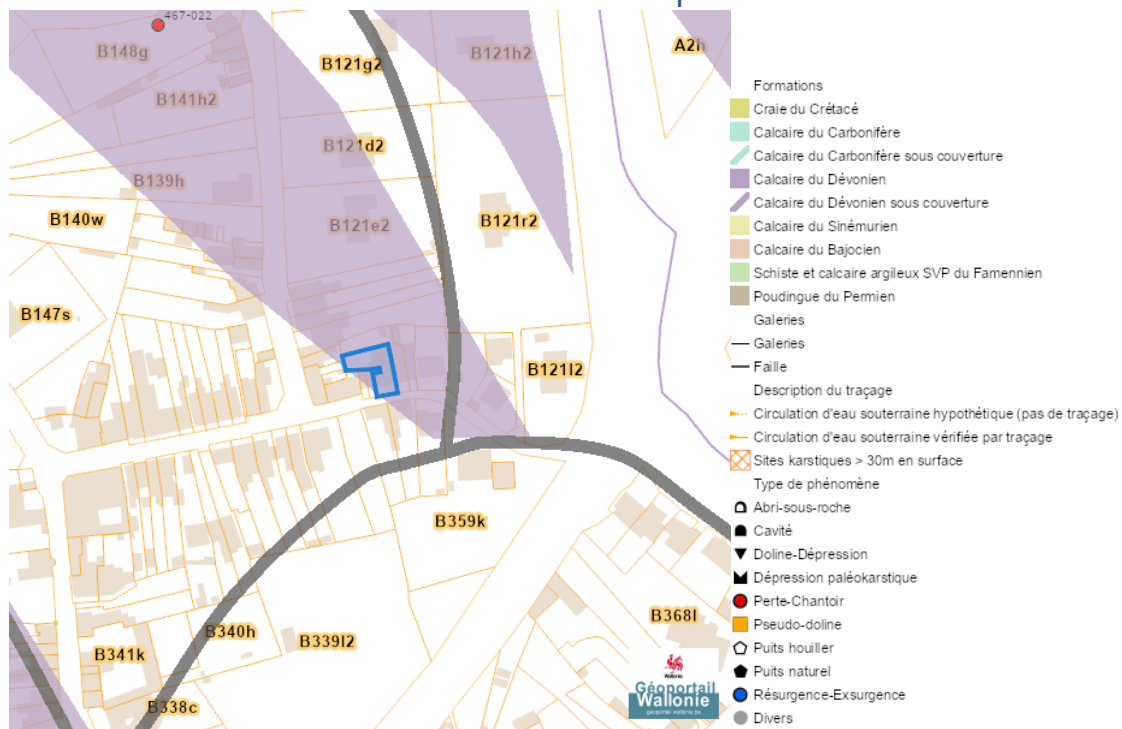 467-022
B148g
B121g2
B121h2
A2h
B141h2
B121d2
B139h
B140w
B121e2
B121r2
B147s
B121l2
B359k
B340h
B339l2
B368l
B341k
B338c
Wallonie
Géoportail
Wallonie
geoportail.wallonie.be
Formations
Craie du Crétacé
Calcaire du Carbonifère
Calcaire du Carbonifère sous couverture
Calcaire du Dévonien
Calcaire du Dévonien sous couverture
Calcaire du Sinémurien
Calcaire du Bajocien
Schiste et calcaire argileux SVP du Famennien
Poudingue du Permien
Galeries
Galeries
Faille
Description du traçage
Circulation d'eau souterraine hypothétique (pas de traçage)
Circulation d'eau souterraine vérifiée par traçage
Sites karstiques > 30m en surface
Type de phénomène
Abri-sous-roche
Cavité
Doline-Dépression
Dépression paléokarstique
Perte-Chantoir
Pseudo-doline
Puits houiller
Puits naturel
Résurgence-Exsurgence
Divers